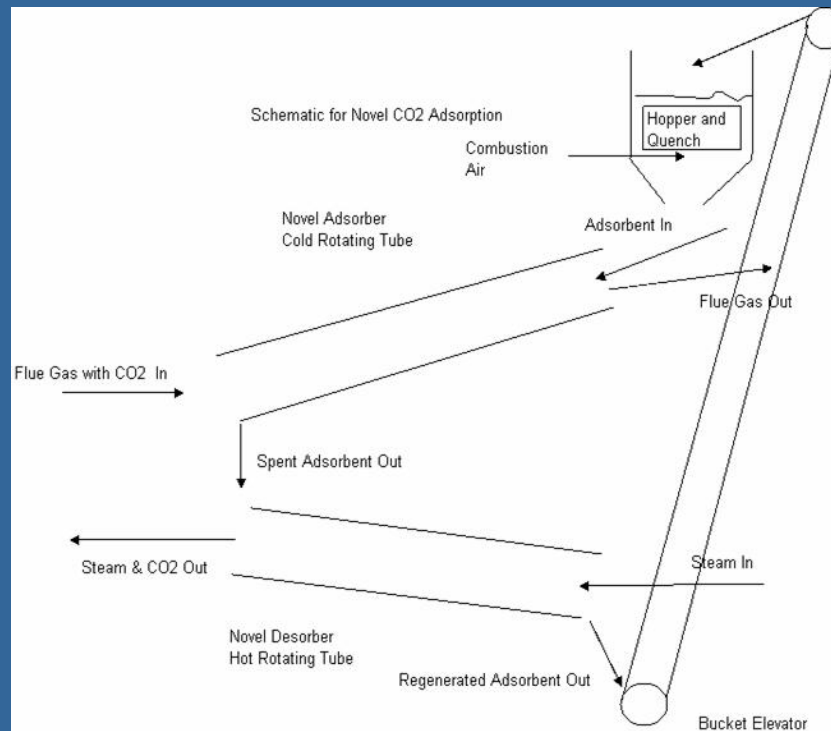 Schematic for Novel CO2 Adsorption
Hopper and
Quench
Combustion
Air
Novel Adsorber
Cold Rotating Tube
Adsorbent In
Flue Gas Out
Flue Gas with CO2 In
Spent Adsorbent Out
Steam & CO2 Out
Steam In
Novel Desorber
Hot Rotating Tube
Regenerated Adsorbent Out
Bucket Elevator